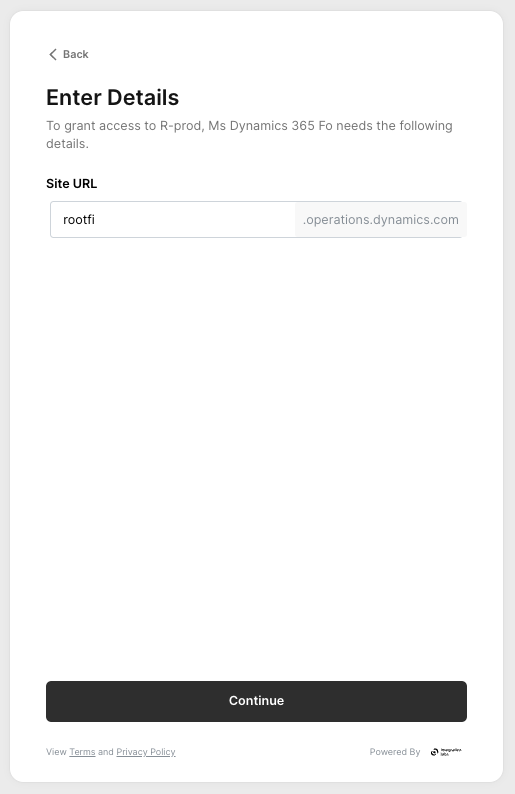 Back
Enter Details
To grant access to R-prod, Ms Dynamics 365 Fo needs the following
details.
Site URL
rootfi .operations.dynamics.com
Continue
View Terms and Privacy Policy Powered By